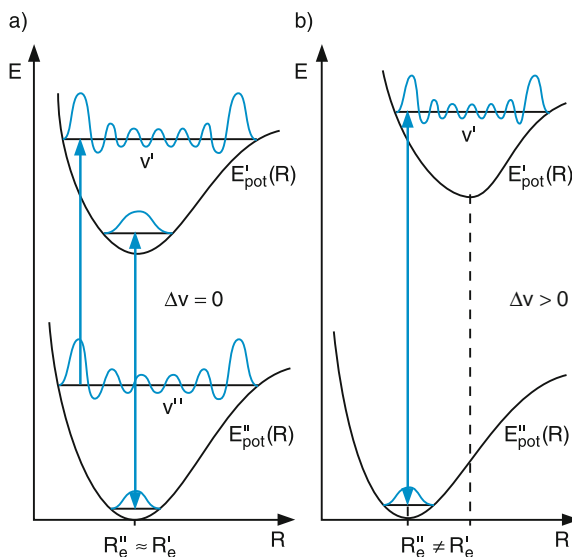 a)
E
v'
E'pot(R)
Δv = 0
v"
E"pot(R)
R"e ≈ R'e
R
b)
E
v'
E'pot(R)
Δv > 0
E"pot(R)
R"e ≠ R'e
R